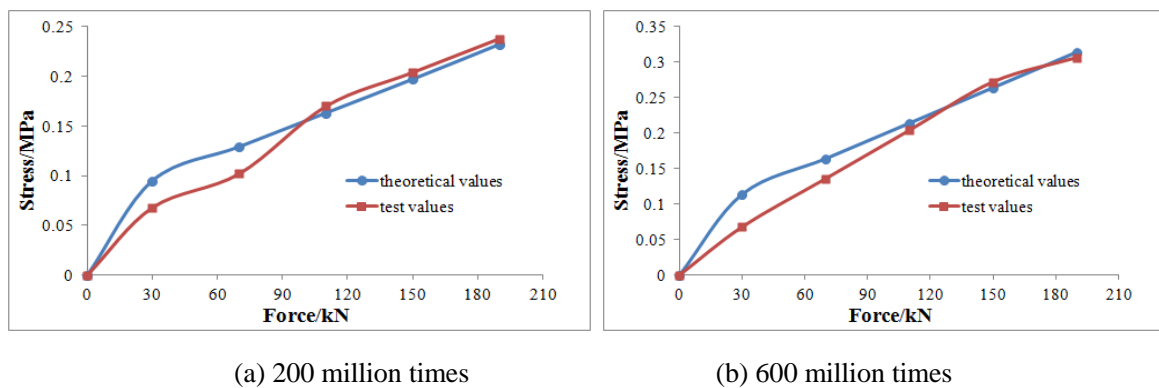 0.25
0.2
0.15
0.1
0.05
0
Stress/MPa
theoretical values
test values
0 30 60 90 120 150 180 210
Force/kN
0.35
0.3
0.25
0.2
0.15
0.1
0.05
0
Stress/MPa
theoretical values
test values
0 30 60 90 120 150 180 210
Force/kN
(a) 200 million times
(b) 600 million times